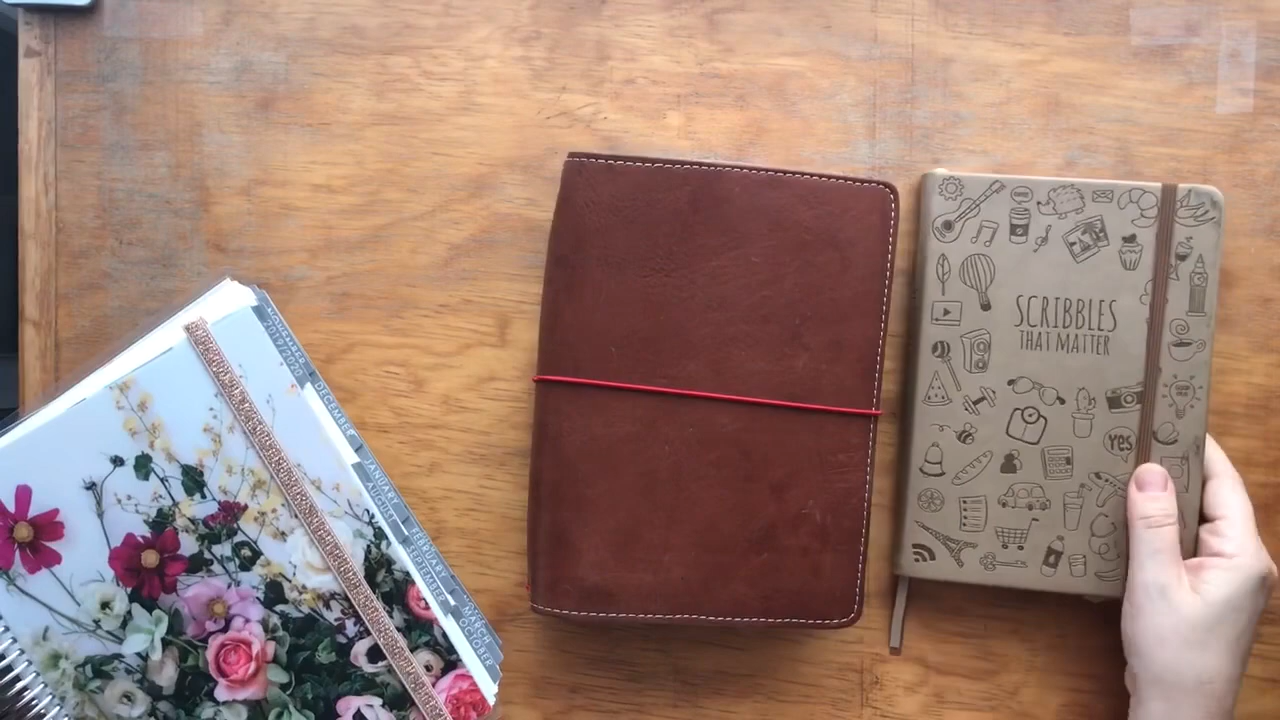 NOVEMBER
2019/2020
DECEMBER
JANUARY
AUGUST
FEBRUARY
SEPTEMBER
MARCH
OCTOBER
SCRIBBLES
THAT MATTER
YES